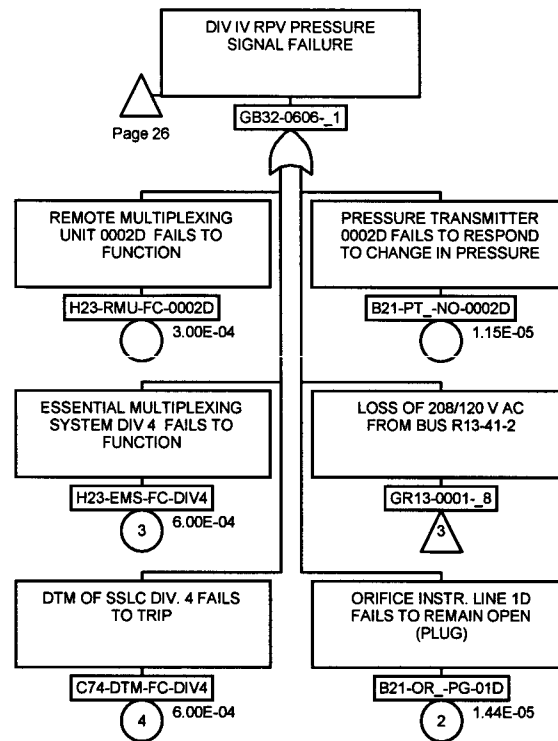 DIV IV RPV PRESSURE
SIGNAL FAILURE
Page 26
GB32-0606-_1
REMOTE MULTIPLEXING
UNIT 0002D FAILS TO
FUNCTION
H23-RMU-FC-0002D
3.00E-04
PRESSURE TRANSMITTER
0002D FAILS TO RESPOND
TO CHANGE IN PRESSURE
B21-PT_-NO-0002D
1.15E-05
ESSENTIAL MULTIPLEXING
SYSTEM DIV 4 FAILS TO
FUNCTION
H23-EMS-FC-DIV4
3
6.00E-04
LOSS OF 208/120 V AC
FROM BUS R13-41-2
GR13-0001-_8
3
DTM OF SSLC DIV. 4 FAILS
TO TRIP
C74-DTM-FC-DIV4
4
6.00E-04
ORIFICE INSTR. LINE 1D
FAILS TO REMAIN OPEN
(PLUG)
B21-OR_-PG-01D
2
1.44E-05